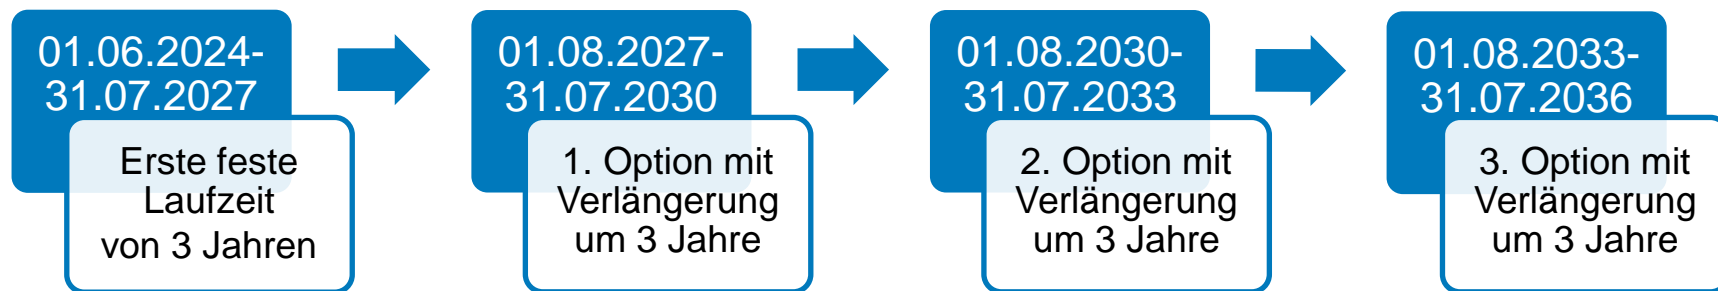 01.06.2024-
31.07.2027
Erste feste
Laufzeit
von 3 Jahren
01.08.2027-
31.07.2030
1. Option mit
Verlängerung
um 3 Jahre
01.08.2030-
31.07.2033
2. Option mit
Verlängerung
um 3 Jahre
01.08.2033-
31.07.2036
3. Option mit
Verlängerung
um 3 Jahre